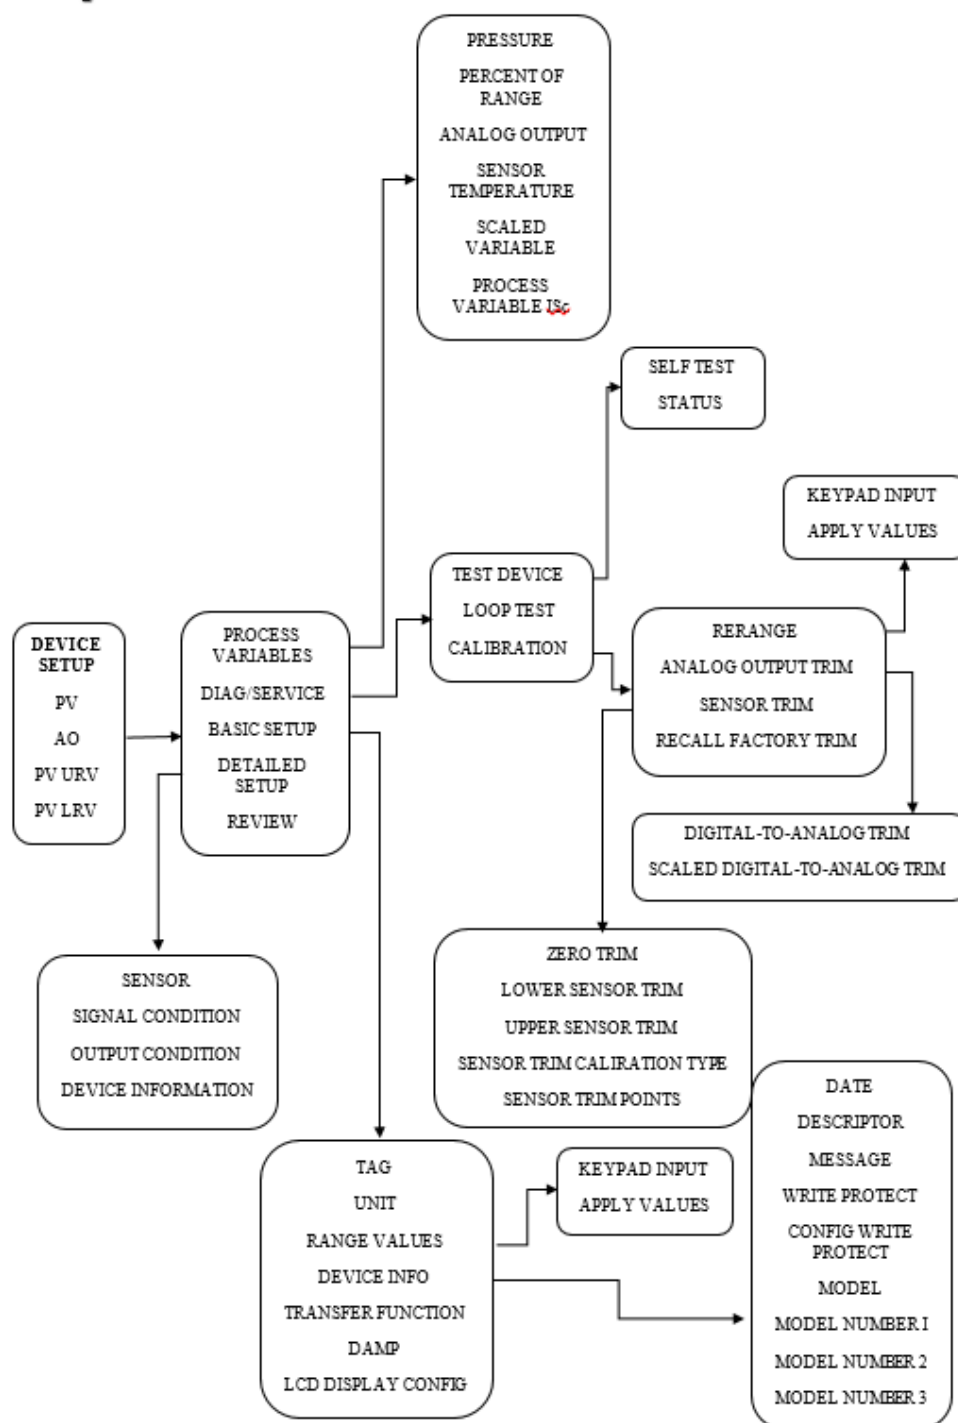 PRESSURE
PERCENT OF
RANGE
ANALOG OUTPUT
SENSOR
TEMPERATURE
SCALED
VARIABLE
PROCESS
VARIABLE ISc
SELF TEST
STATUS
KEYPAD INPUT
APPLY VALUES
TEST DEVICE
LOOP TEST
CALIBRATION
RERANGE
ANALOG OUTPUT TRIM
SENSOR TRIM
RECALL FACTORY TRIM
DEVICE
SETUP
PV
AO
PV URV
PV LRV
PROCESS
VARIABLES
DIAG/SERVICE
BASIC SETUP
DETAILED
SETUP
REVIEW
DIGITAL-TO-ANALOG TRIM
SCALED DIGITAL-TO-ANALOG TRIM
SENSOR
SIGNAL CONDITION
OUTPUT CONDITION
DEVICE INFORMATION
ZERO TRIM
LOWER SENSOR TRIM
UPPER SENSOR TRIM
SENSOR TRIM CALIRATION TYPE
SENSOR TRIM POINTS
TAG
UNIT
RANGE VALUES
DEVICE INFO
TRANSFER FUNCTION
DAMP
LCD DISPLAY CONFIG
KEYPAD INPUT
APPLY VALUES
DATE
DESCRIPTOR
MESSAGE
WRITE PROTECT
CONFIG WRITE
PROTECT
MODEL
MODEL NUMBER I
MODEL NUMBER 2
MODEL NUMBER 3